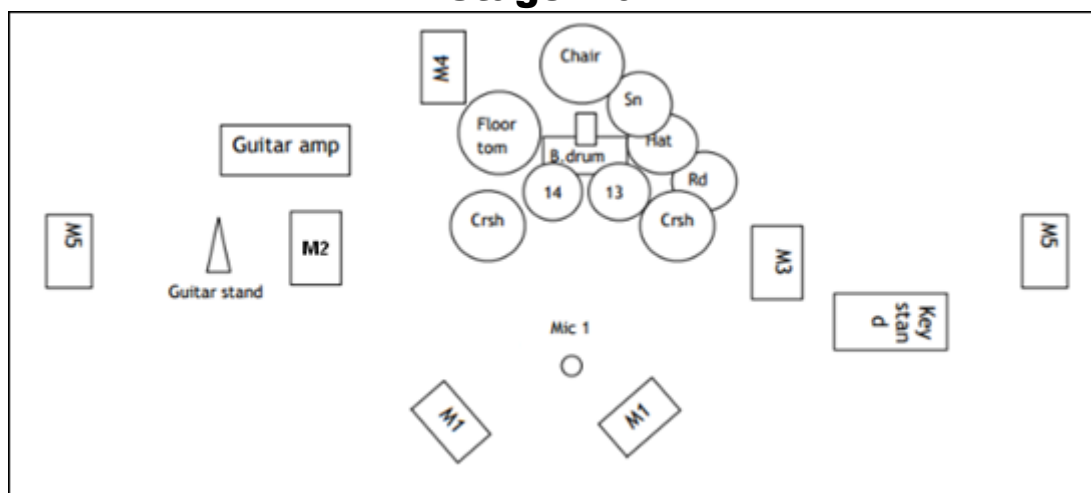 M4
Chair
Sn
Floor
tom
Hat
Guitar amp
B.drum
Rd
14
13
Crsh
Crsh
M5
M2
M3
M5
Guitar stand
Key
stan
d
Mic 1
M1
M1